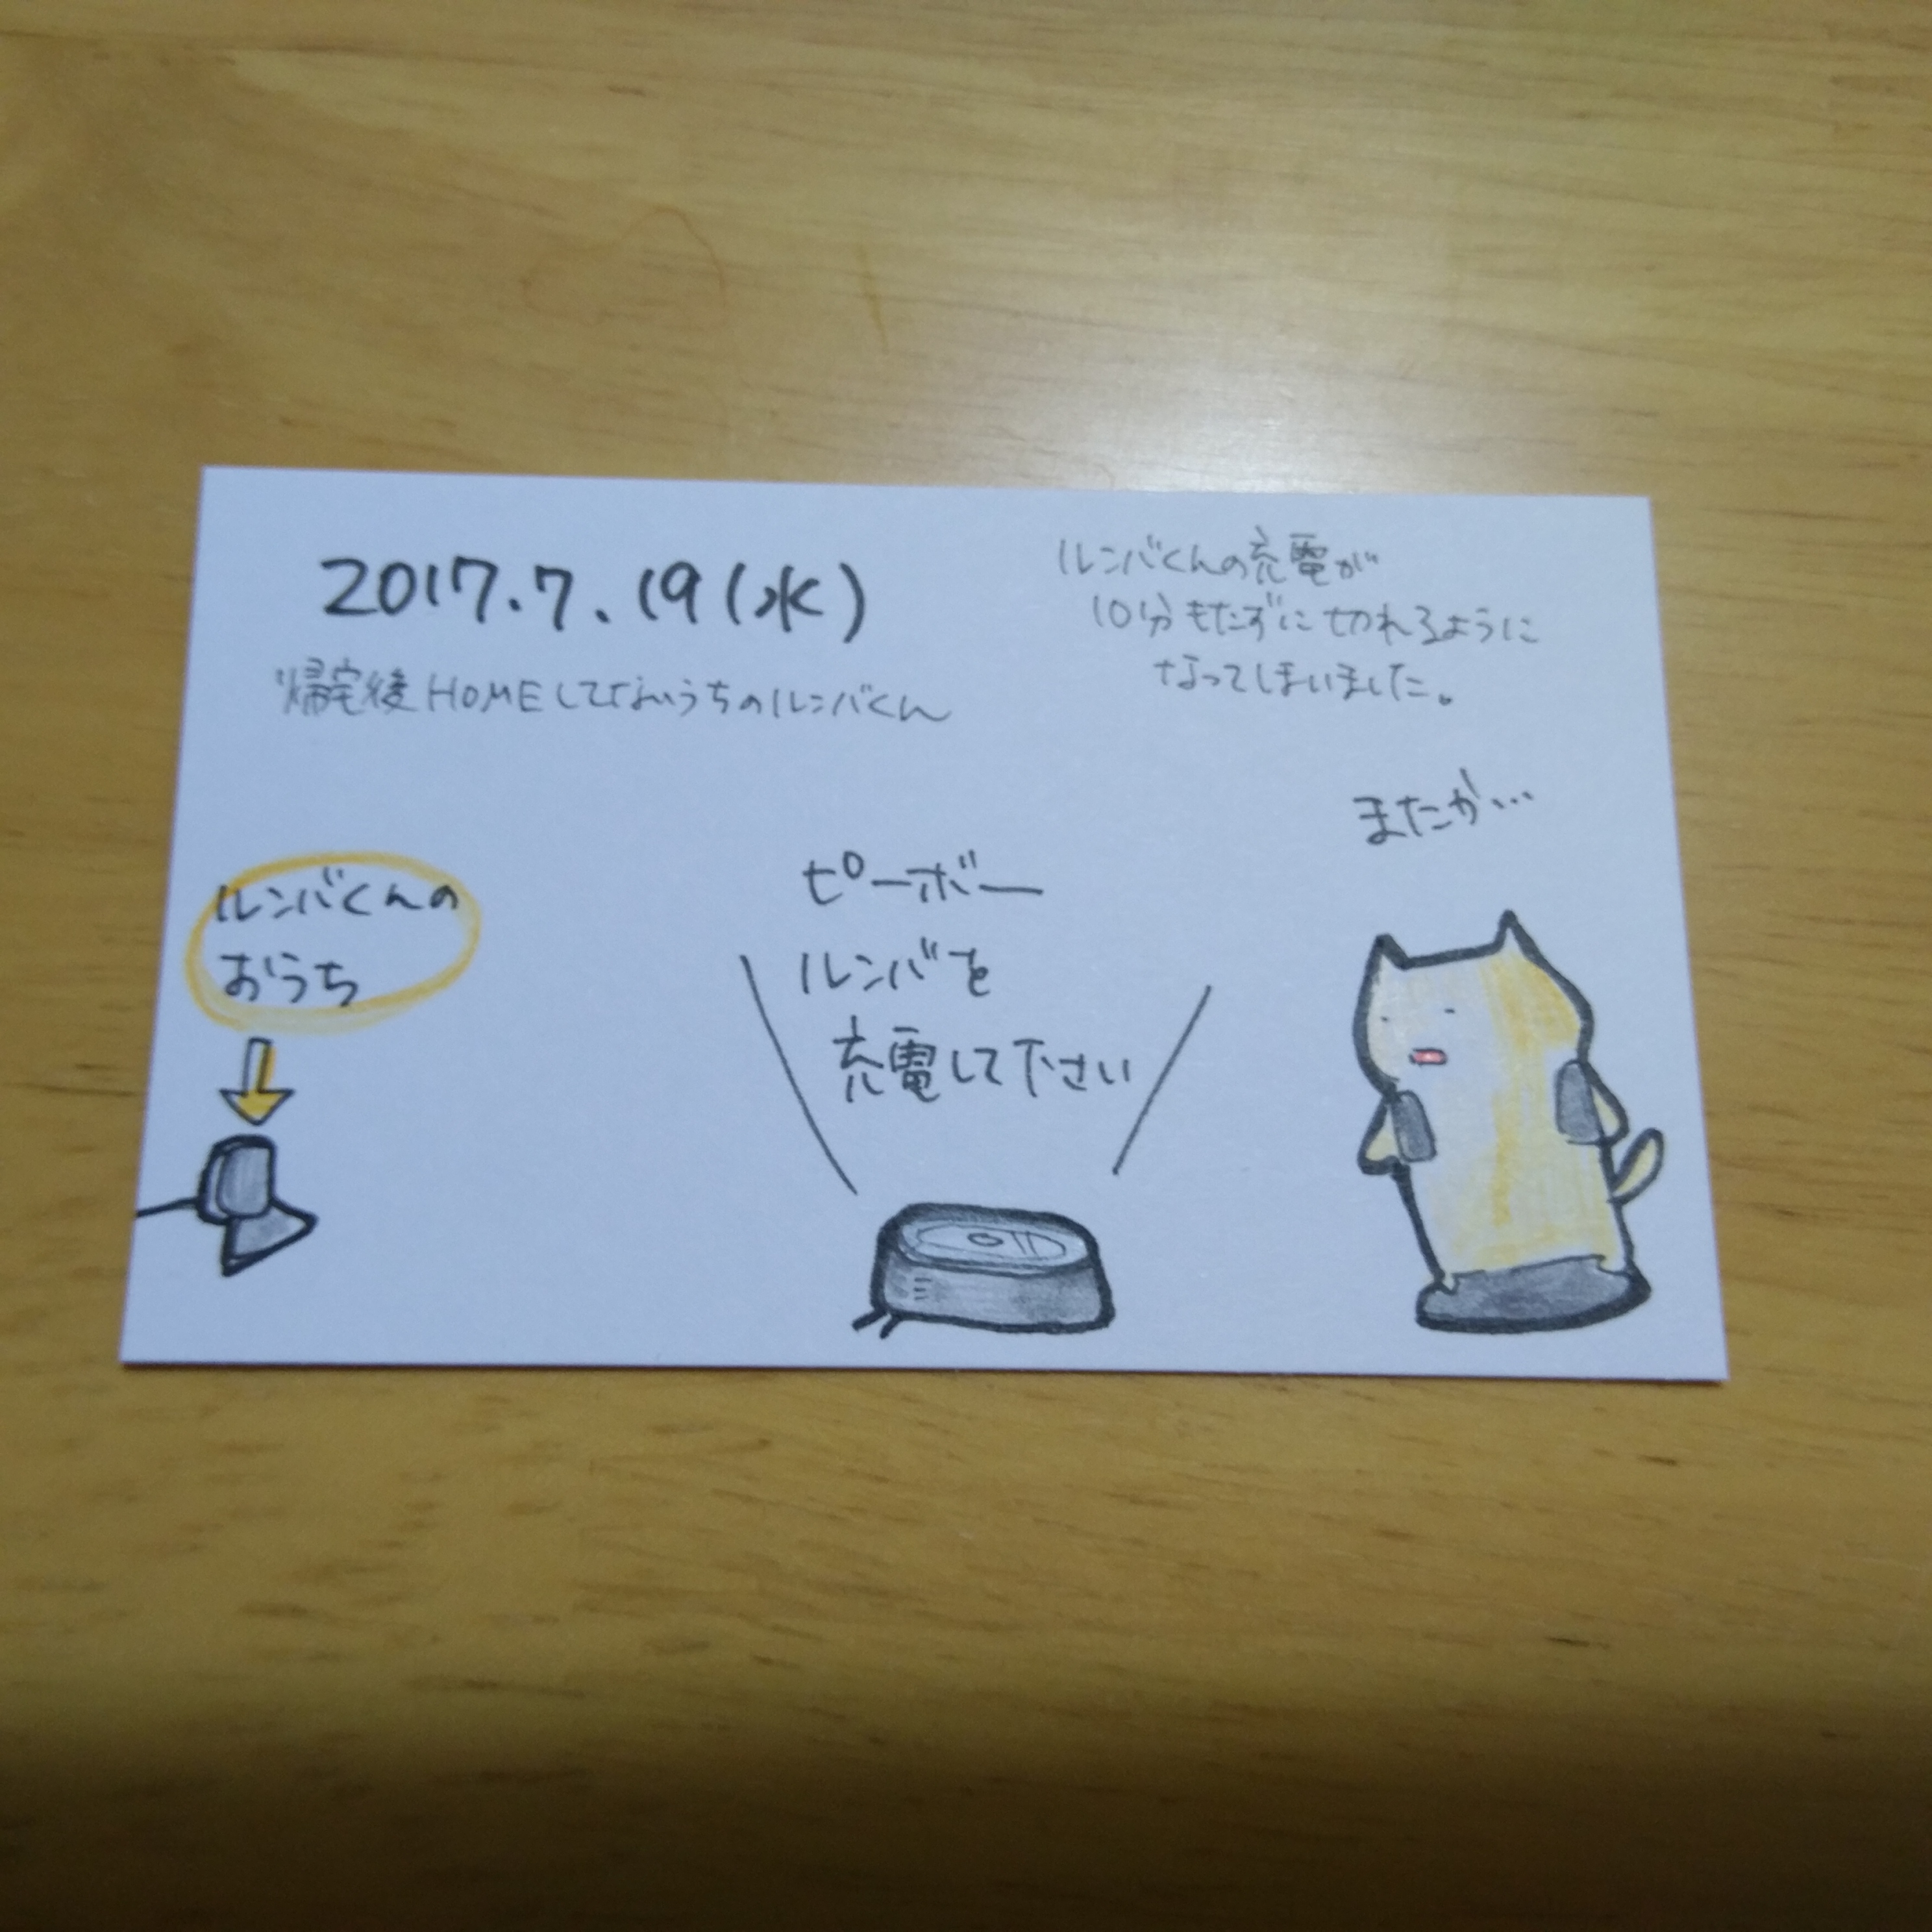 2017.7.19(水)
帰宅後HOMEしてないうちのルンバくん
ルンバくんの充電が
10分もたずに切れるように
なってしまいました。
またか…
ルンバくんの
おうち
ピーボー
ルンバを
充電して下さい